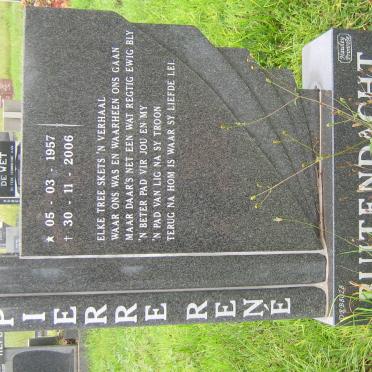 PIERRE RENÉ
★ 05 - 03 - 1957
† 30 - 11 - 2006
ELKE TREE SKETS 'N VERHAAL
WAAR ONS WAS EN WAARHEEN ONS GAAN
MAAR DAAR'S NET EEN WAT REGTIG EWIG BLY
'N BETER PAD VIR JOU EN MY
'N PAD VAN LIG NA SY TROON
TERUG NA HOM IS WAAR SY LIEFDE LEI
BUITENDACHT
DE WET